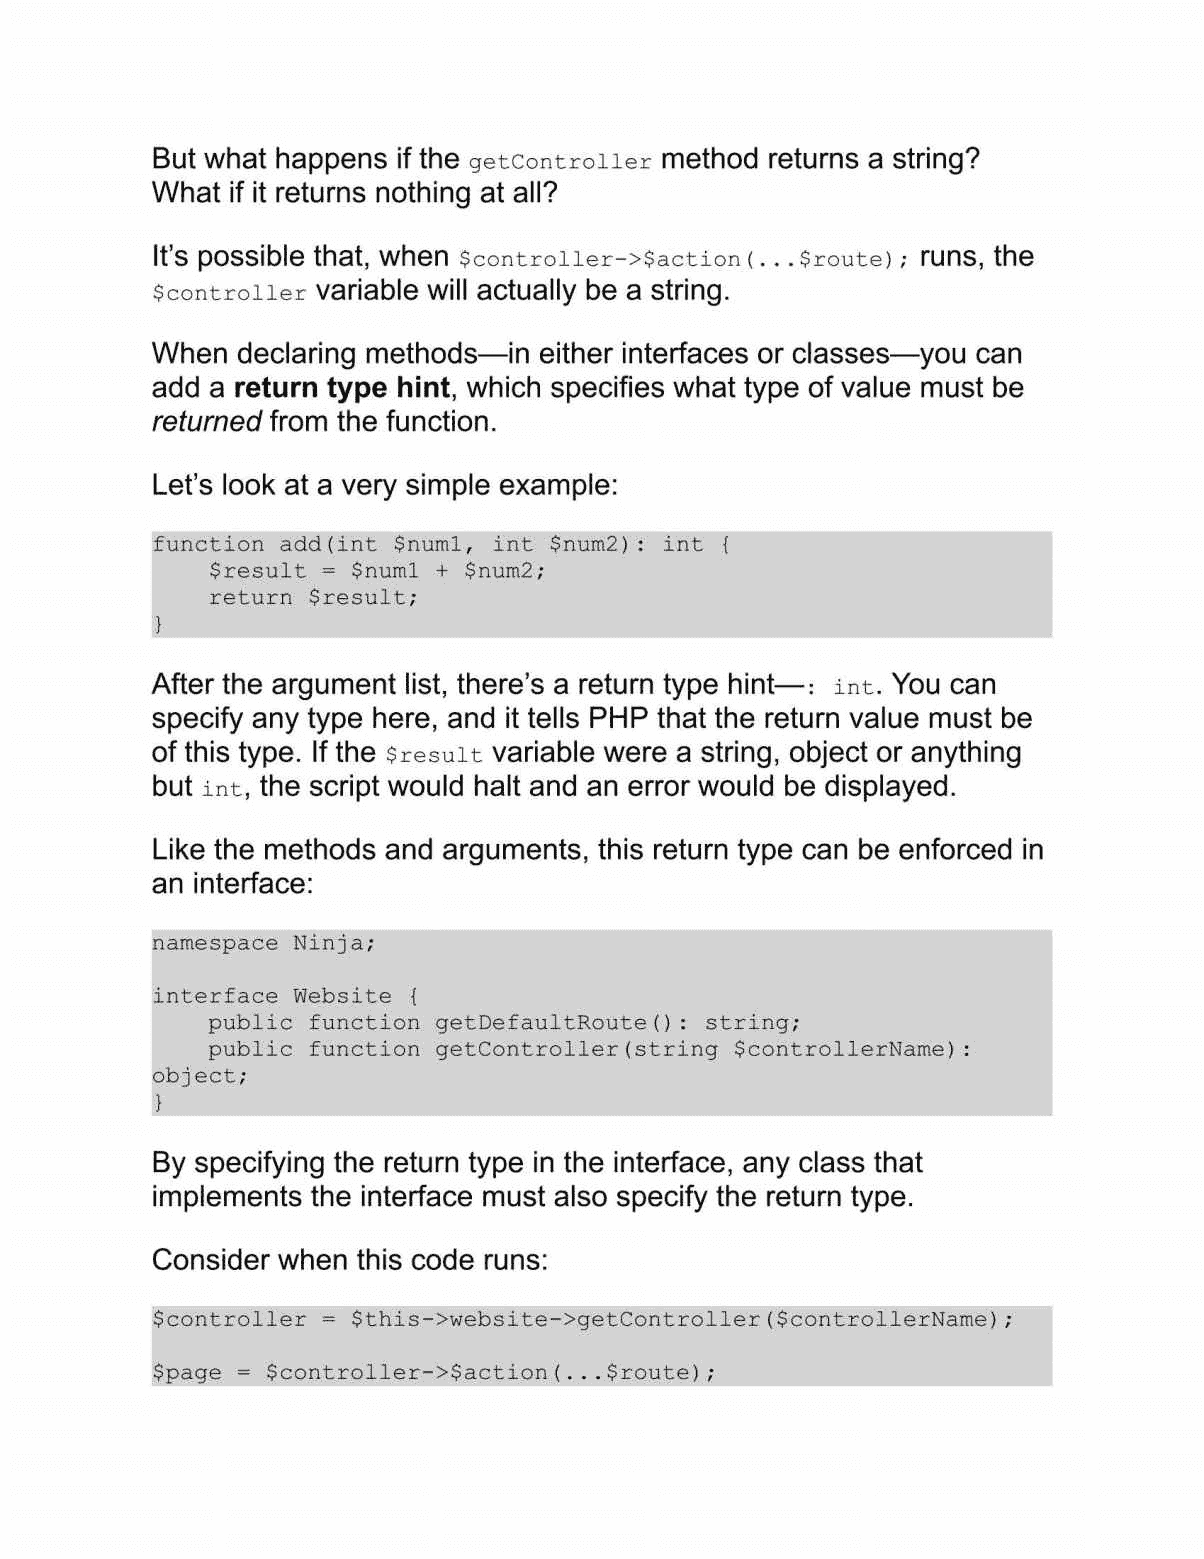 But what happens if the getController method returns a string?
What if it returns nothing at all?
It’s possible that, when $controller->$action(...$route); runs, the
$controller variable will actually be a string.
When declaring methods—in either interfaces or classes—you can
add a return type hint, which specifies what type of value must be
returned from the function.
Let’s look at a very simple example:
function add(int $num1, int $num2): int {
    $result = $num1 + $num2;
    return $result;
}
After the argument list, there’s a return type hint—: int. You can
specify any type here, and it tells PHP that the return value must be
of this type. If the $result variable were a string, object or anything
but int, the script would halt and an error would be displayed.
Like the methods and arguments, this return type can be enforced in
an interface:
namespace Ninja;
interface Website {
    public function getDefaultRoute(): string;
    public function getController(string $controllerName):
object;
}
By specifying the return type in the interface, any class that
implements the interface must also specify the return type.
Consider when this code runs:
$controller = $this->website->getController($controllerName);
$page = $controller->$action(...$route);